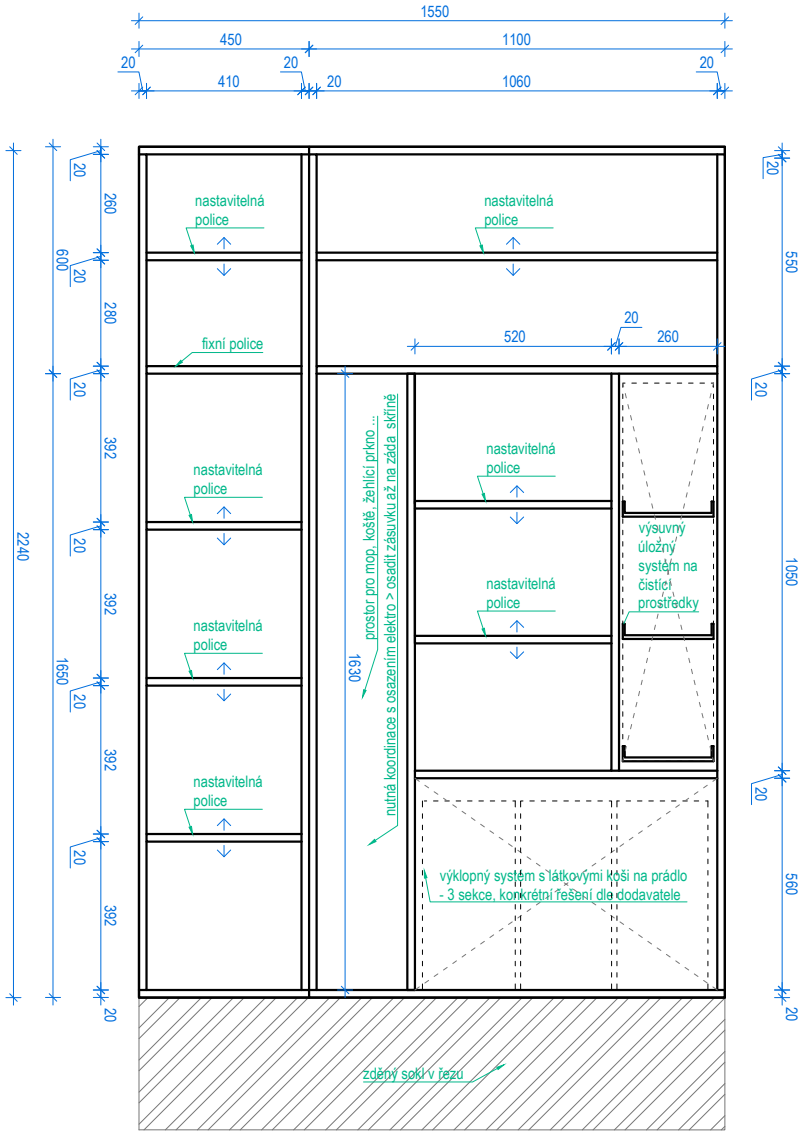 1550
450
1100
20
20
20
410
20
1060
20
20
260
20
280
20
392
20
392
20
392
20
392
20
600
1650
2240
20
550
20
1050
20
560
20
nastavitelná
police
nastavitelná
police
fixní police
520
20
260
nastavitelná
police
nastavitelná
police
nastavitelná
police
nastavitelná
police
nastavitelná
police
1630
prostor pro mop, koště, žehlicí prkno ...
nutná koordinace s osazením elektro > osadit zásuvku až na záda skříně
výsuvný
úložný
systém na
čistící
prostředky
výklopný systém s látkovými koši na prádlo
- 3 sekce, konkrétní řešení dle dodavatele
zděný sokl v řezu